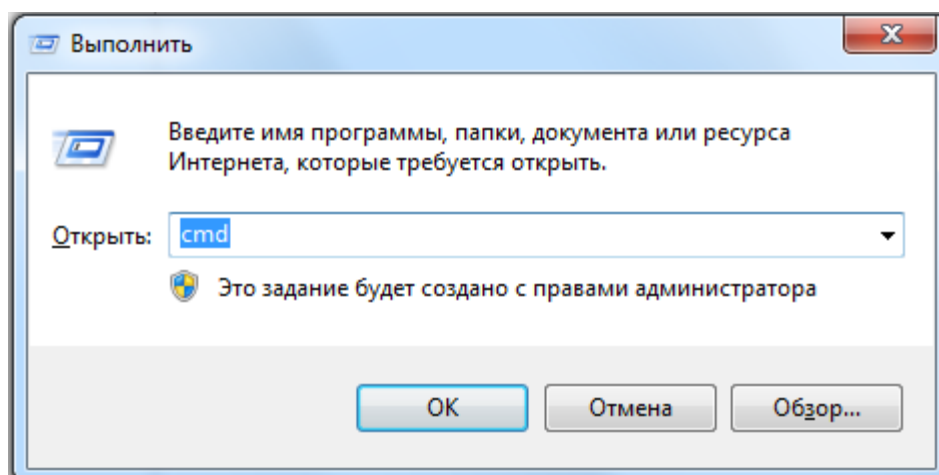 Выполнить
Введите имя программы, папки, документа или ресурса
Интернета, которые требуется открыть.
Открыть: cmd
Это задание будет создано с правами администратора
ОК Отмена Обзор...